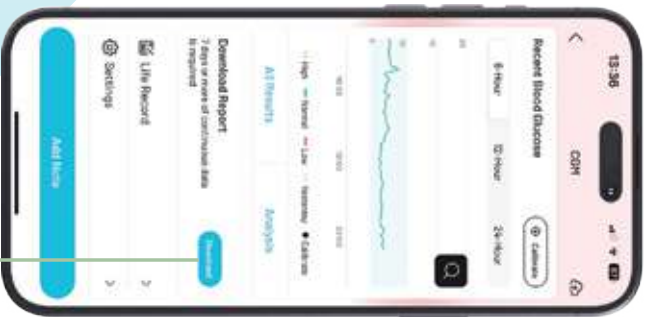 13:36
CGM
Recent Blood Glucose
Calibrate
6-Hour 12-Hour 24-Hour
High Normal Low Yesterday Calibrate
All Results Analysis
Download Report
7 days or more of continuous data
is required
Download
Life Record
Settings
Add Note